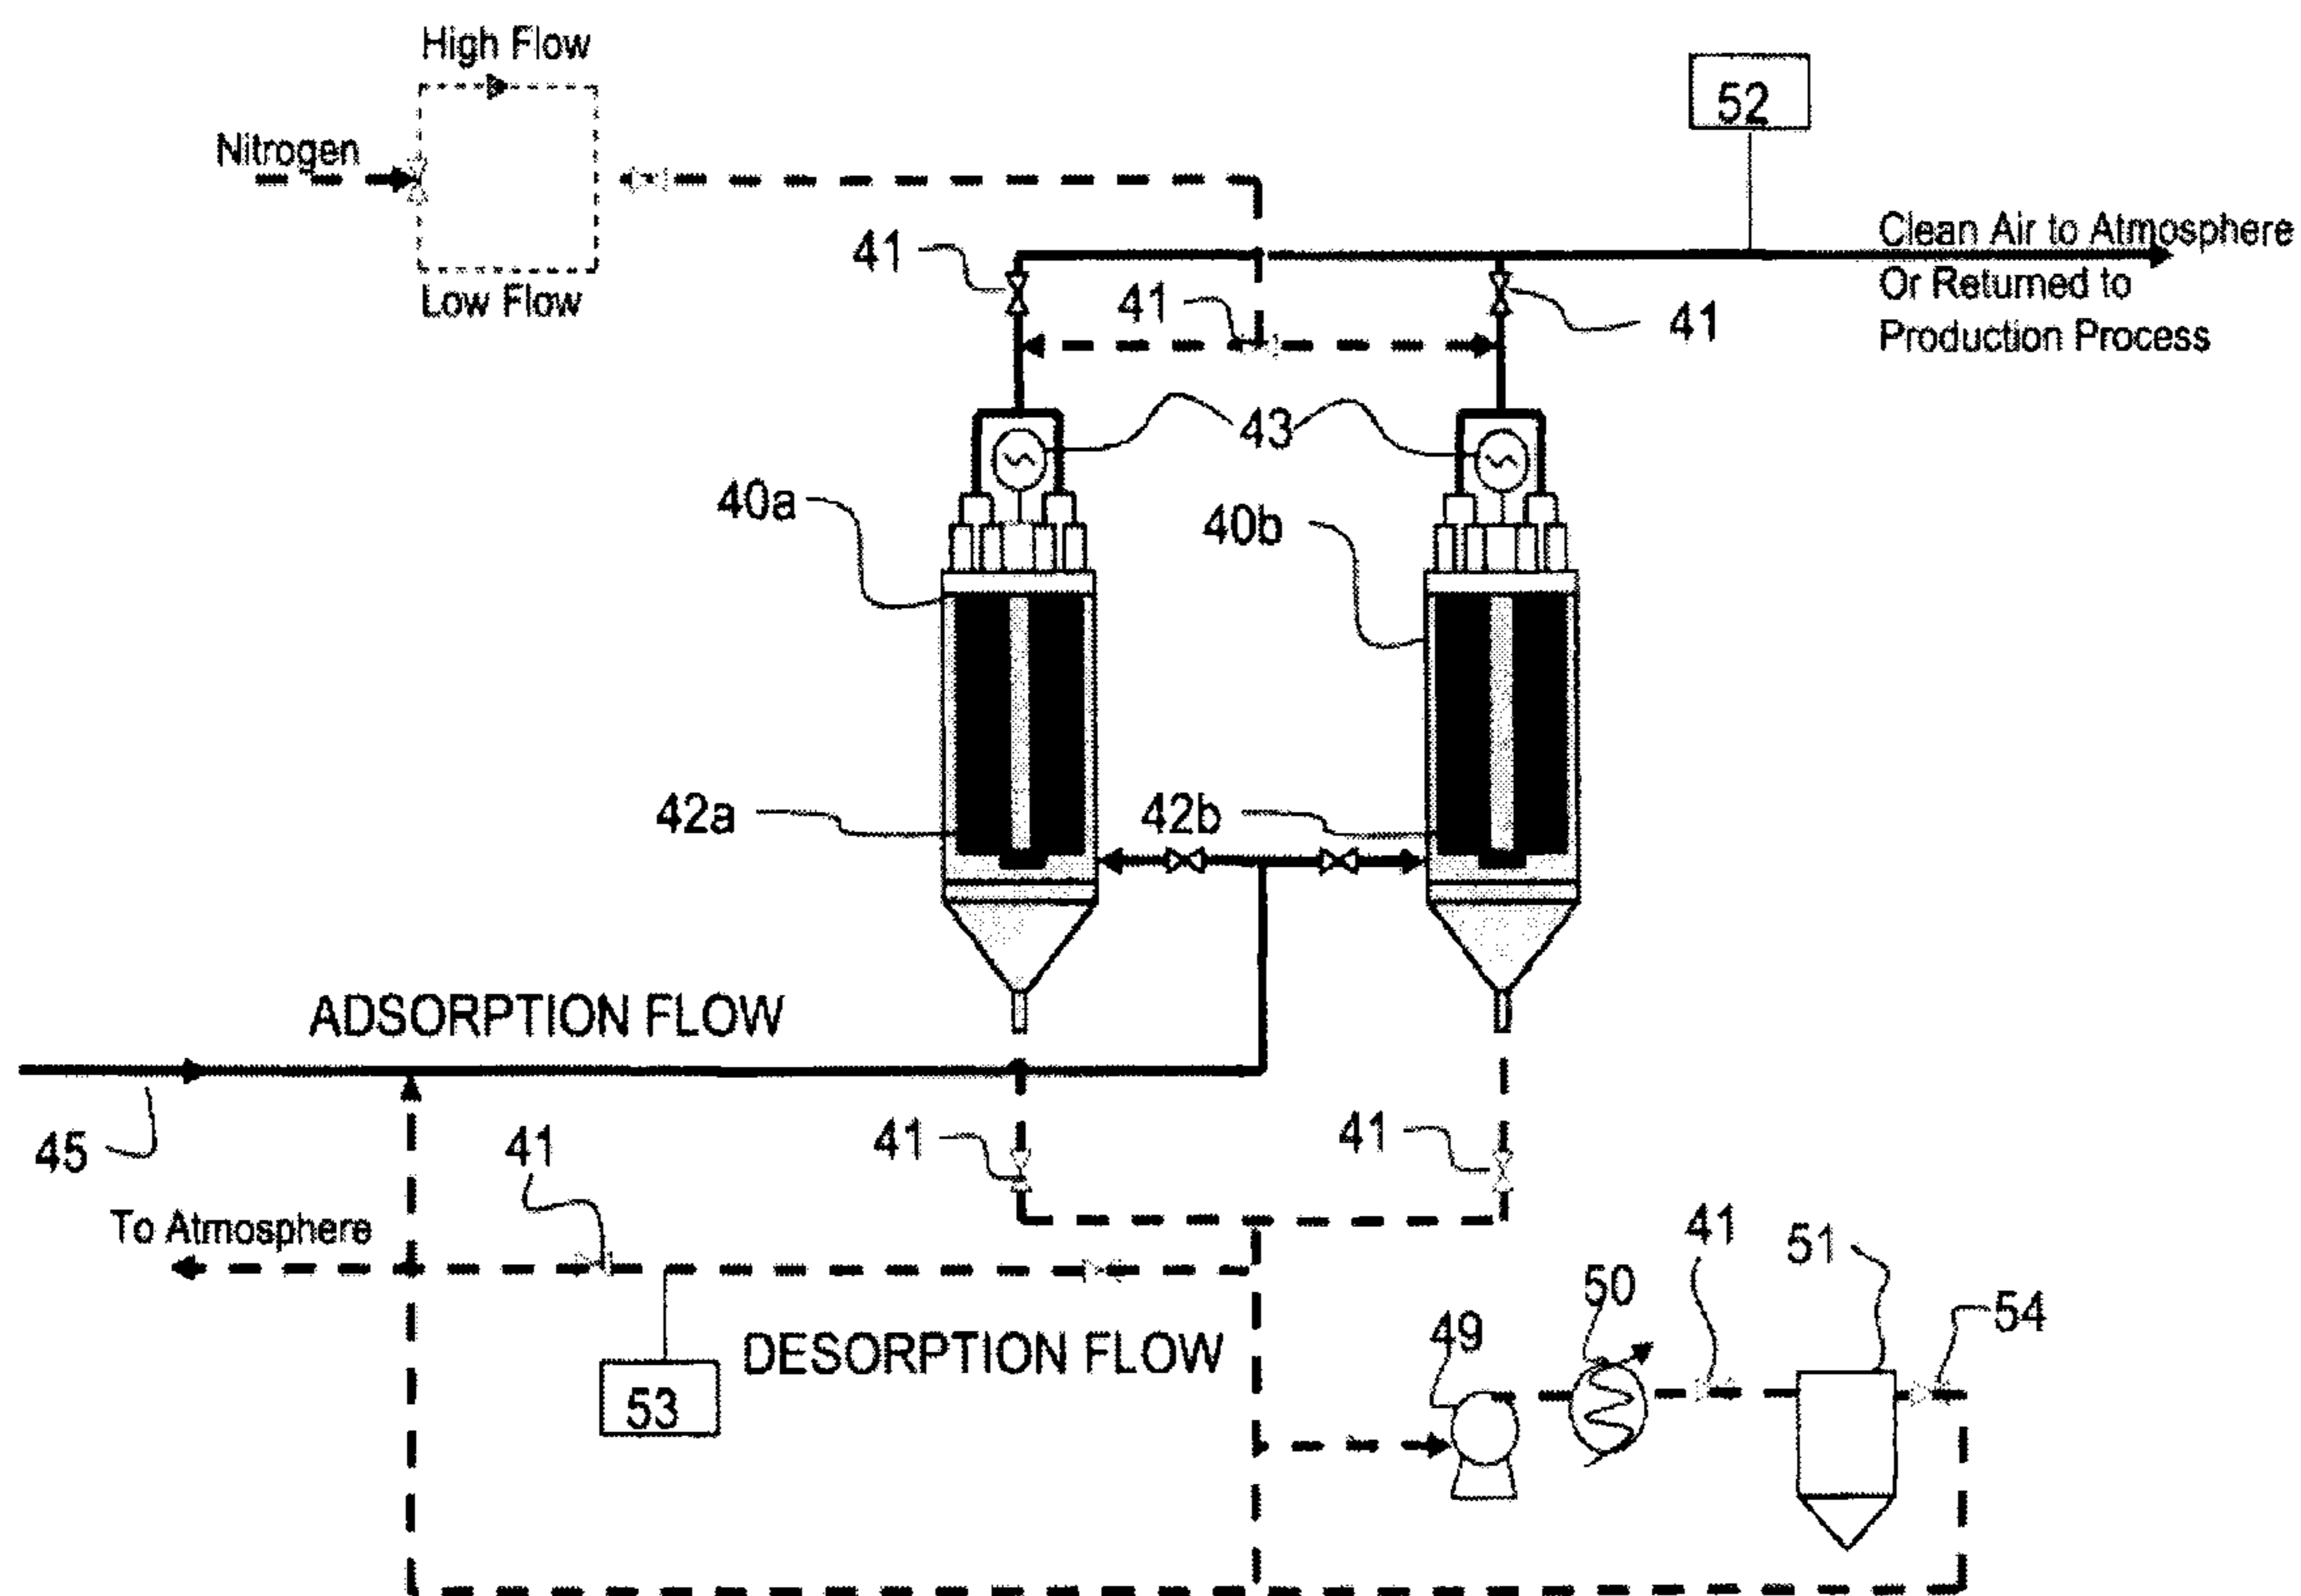 High Flow
52
Nitrogen
Clean Air to Atmosphere
Or Returned to
Production Process
41
Low Flow
41
41
43
40a
40b
42a
42b
ADSORPTION FLOW
45
41
41
41
To Atmosphere
41
51
50
54
49
DESORPTION FLOW
53